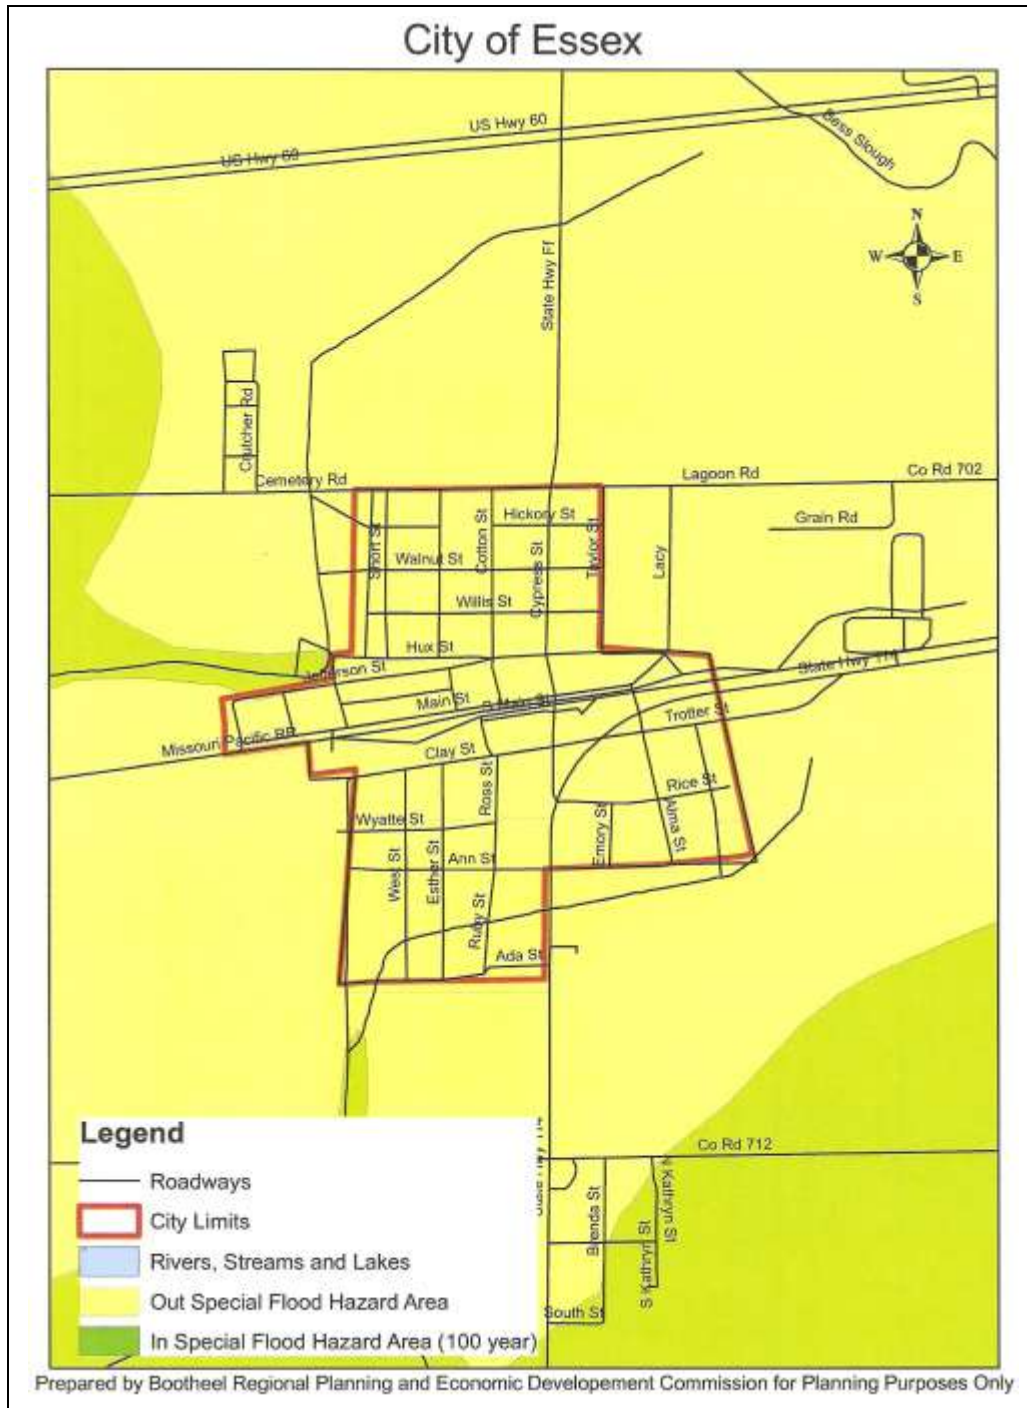 City of Essex
US Hwy 60
US Hwy 60
Bess Slough
N
W
E
S
State Hwy Ff
Crutcher Rd
Cemetery Rd
Lagoon Rd
Co Rd 702
Hickory St
Grain Rd
Short St
Cotton St
Cypress St
Taylor St
Lacy
Walnut St
Willis St
Hux St
Jefferson St
State Hwy 114
Main St
Main St
Trotter St
Missouri Pacific RR
Clay St
Ross St
Rice St
Wyatte St
Emory St
Alma St
West St
Esther St
Ann St
Ruby St
Ada St
Co Rd 712
State Hwy 114
Brenda St
N Kathryn St
S Kathryn St
South St
Legend
Roadways
City Limits
Rivers, Streams and Lakes
Out Special Flood Hazard Area
In Special Flood Hazard Area (100 year)
Prepared by Bootheel Regional Planning and Economic Developement Commission for Planning Purposes Only